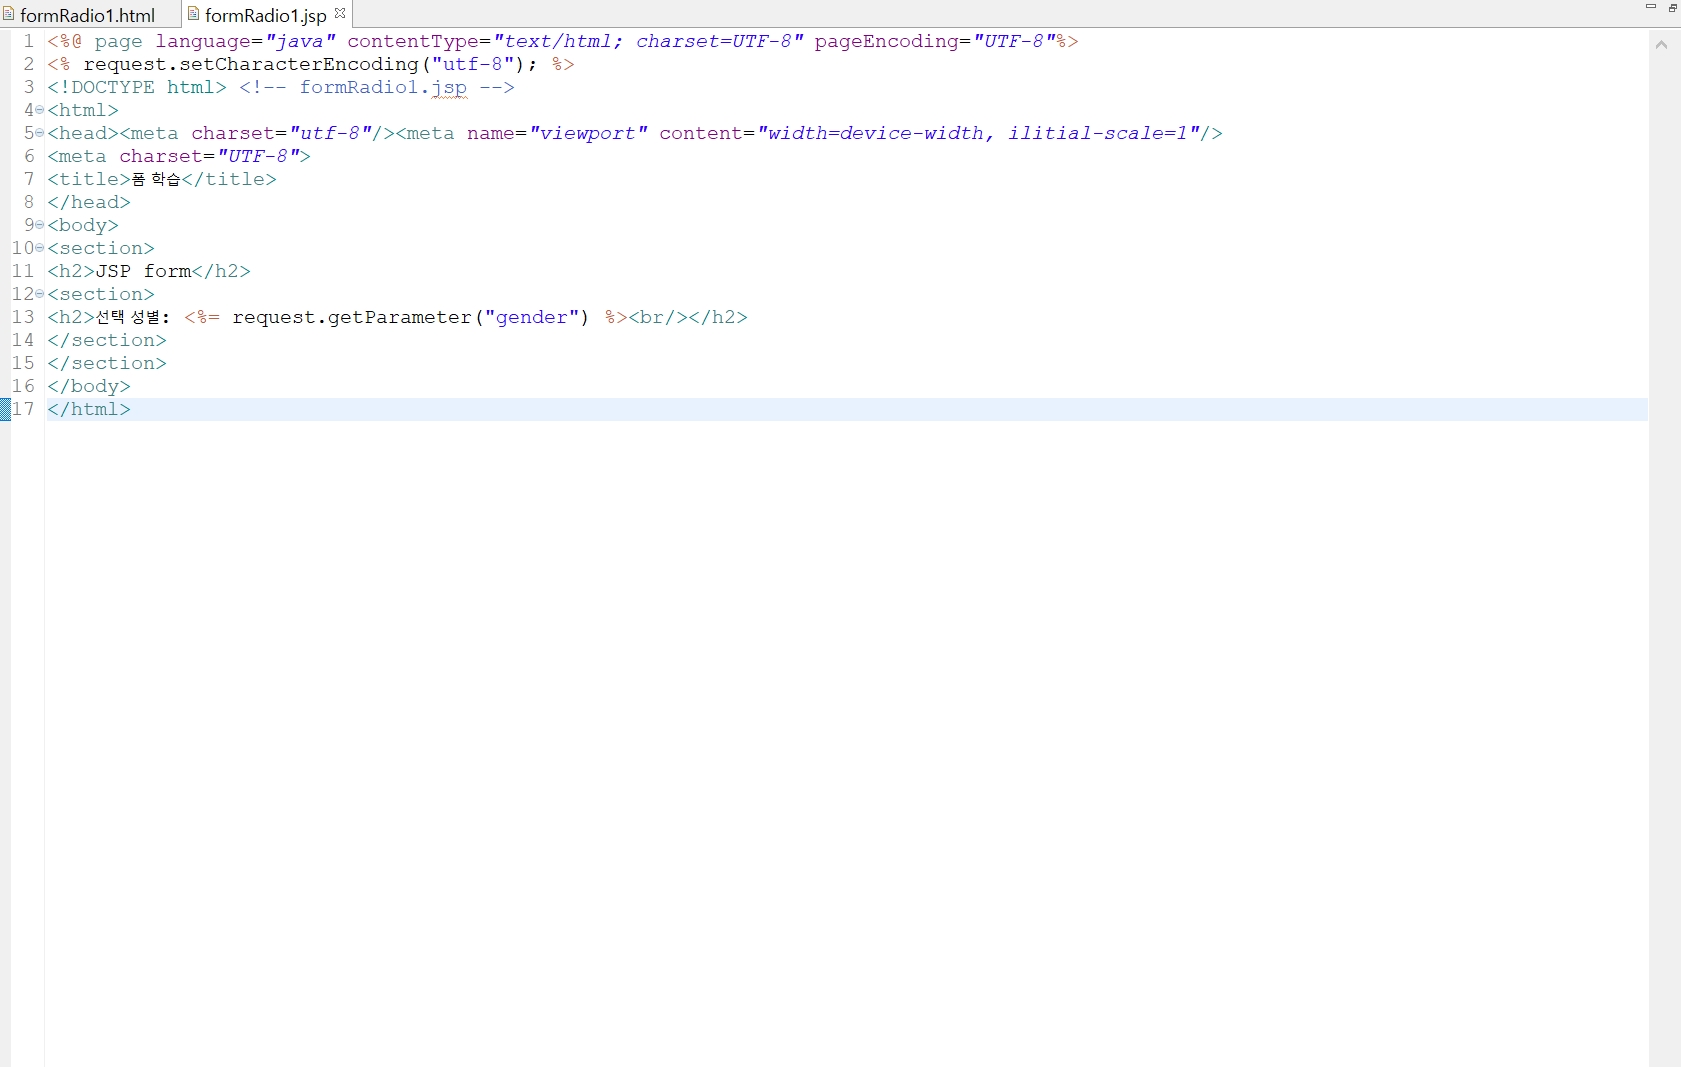 formRadio1.html formRadio1.jsp
1 <%@ page language="java" contentType="text/html; charset=UTF-8" pageEncoding="UTF-8"%>
2 <% request.setCharacterEncoding("utf-8"); %>
3 <!DOCTYPE html> <!-- formRadio1.jsp -->
4 <html>
5 <head><meta charset="utf-8"/><meta name="viewport" content="width=device-width, ilitial-scale=1"/>
6 <meta charset="UTF-8">
7 <title>폼 학습</title>
8 </head>
9 <body>
10 <section>
11 <h2>JSP form</h2>
12 <section>
13 <h2>선택 성별: <%= request.getParameter("gender") %><br/></h2>
14 </section>
15 </section>
16 </body>
17 </html>